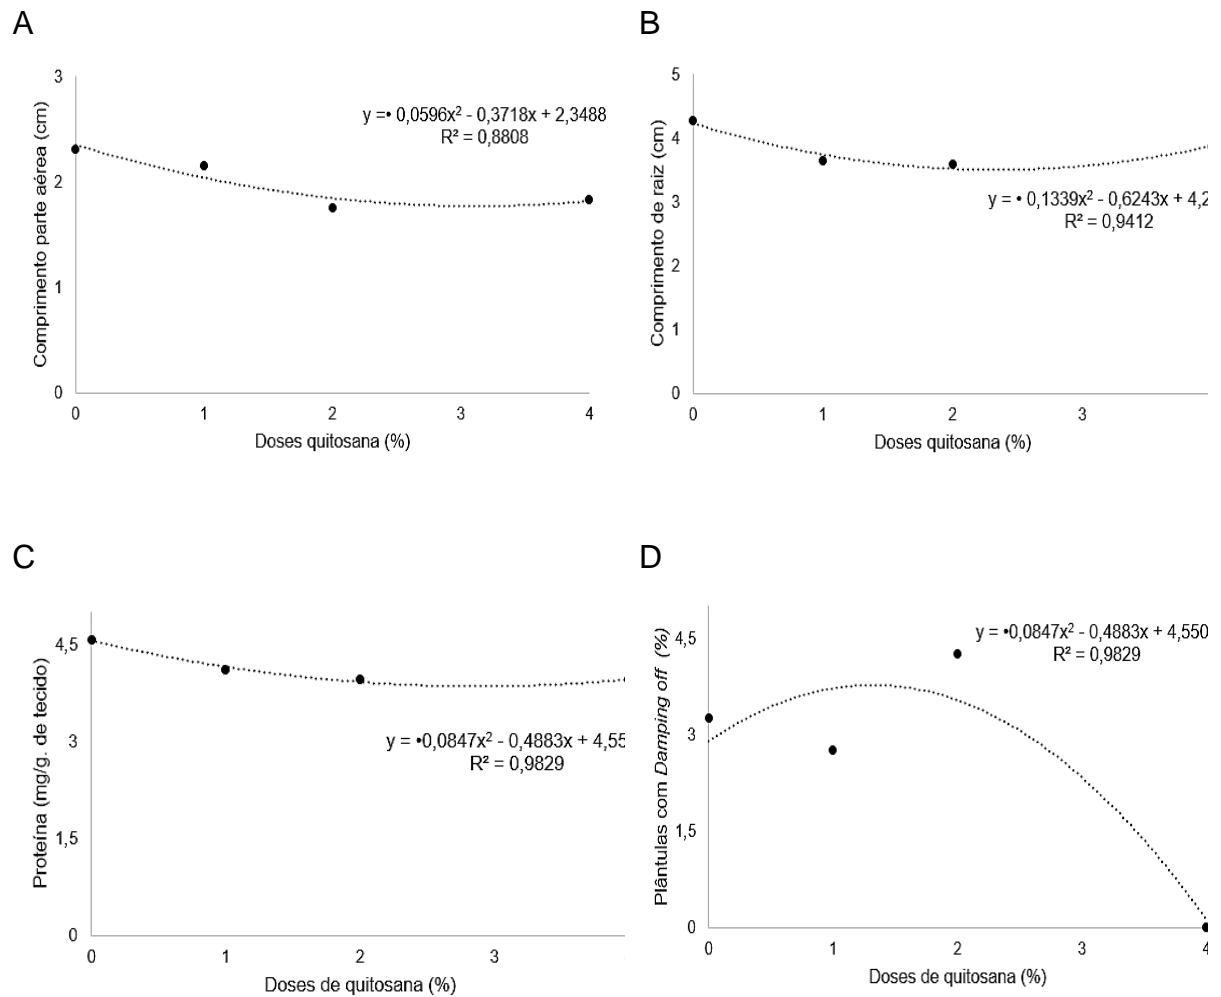 A
3
2
1
0
0
1
2
3
4
Comprimento parte aérea (cm)
y =• 0,0596x² - 0,3718x + 2,3488
R² = 0,8808
Doses quitosana (%)
B
5
4
3
2
1
0
0
1
2
3
Comprimento de raiz (cm)
y = • 0,1339x² - 0,6243x + 4,2
R² = 0,9412
Doses quitosana (%)
C
4,5
3
1,5
0
0
1
2
3
Proteína (mg/g. de tecido)
y = •0,0847x² - 0,4883x + 4,55
R² = 0,9829
Doses de quitosana (%)
D
4,5
3
1,5
0
0
1
2
3
4
Plântulas com Damping off (%)
y =•0,0847x² - 0,4883x + 4,550
R² = 0,9829
Doses de quitosana (%)